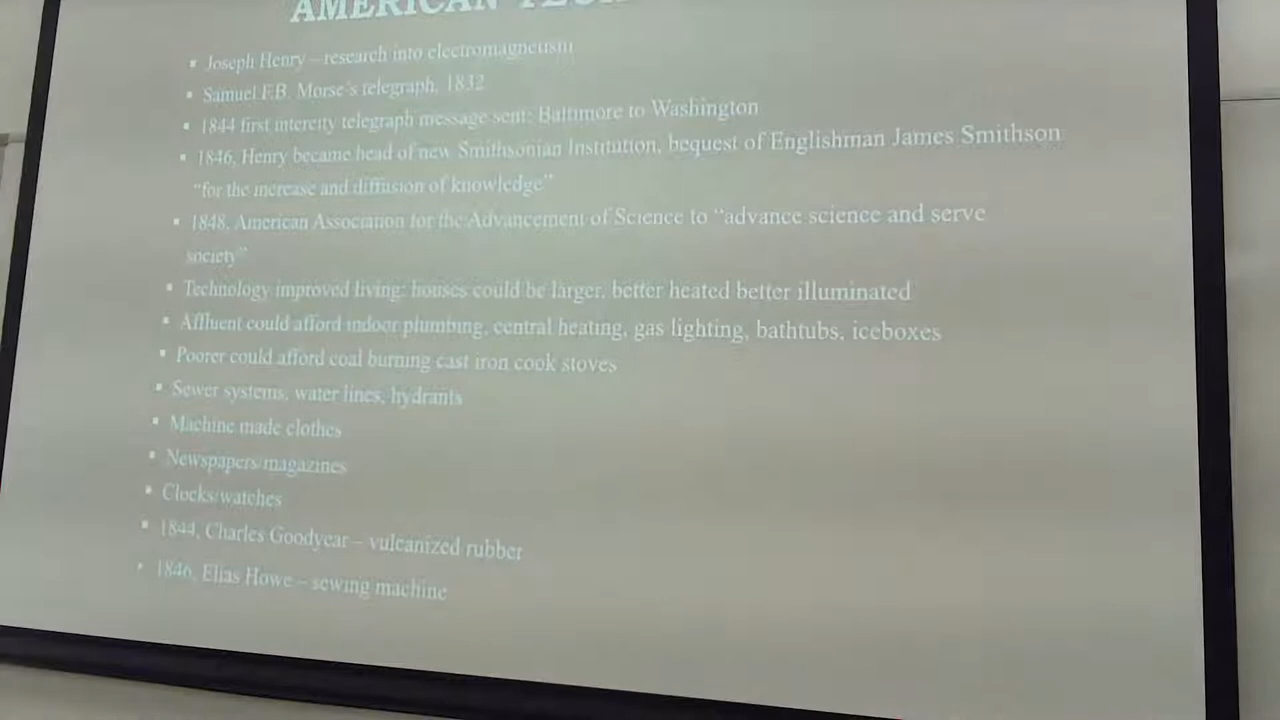 AMERICAN
▪ Joseph Henry – research into electromagnetism
▪ Samuel F.B. Morse's telegraph, 1832
▪ 1844 first intercity telegraph message sent: Baltimore to Washington
▪ 1846, Henry became head of new Smithsonian Institution, bequest of Englishman James Smithson
"for the increase and diffusion of knowledge"
▪ 1848, American Association for the Advancement of Science to "advance science and serve
society"
▪ Technology improved living: houses could be larger, better heated better illuminated
▪ Affluent could afford indoor plumbing, central heating, gas lighting, bathtubs, iceboxes
▪ Poorer could afford coal burning cast iron cook stoves
▪ Sewer systems, water lines, hydrants
▪ Machine made clothes
▪ Newspapers/magazines
▪ Clocks/watches
▪ 1844, Charles Goodyear – vulcanized rubber
▪ 1846, Elias Howe – sewing machine